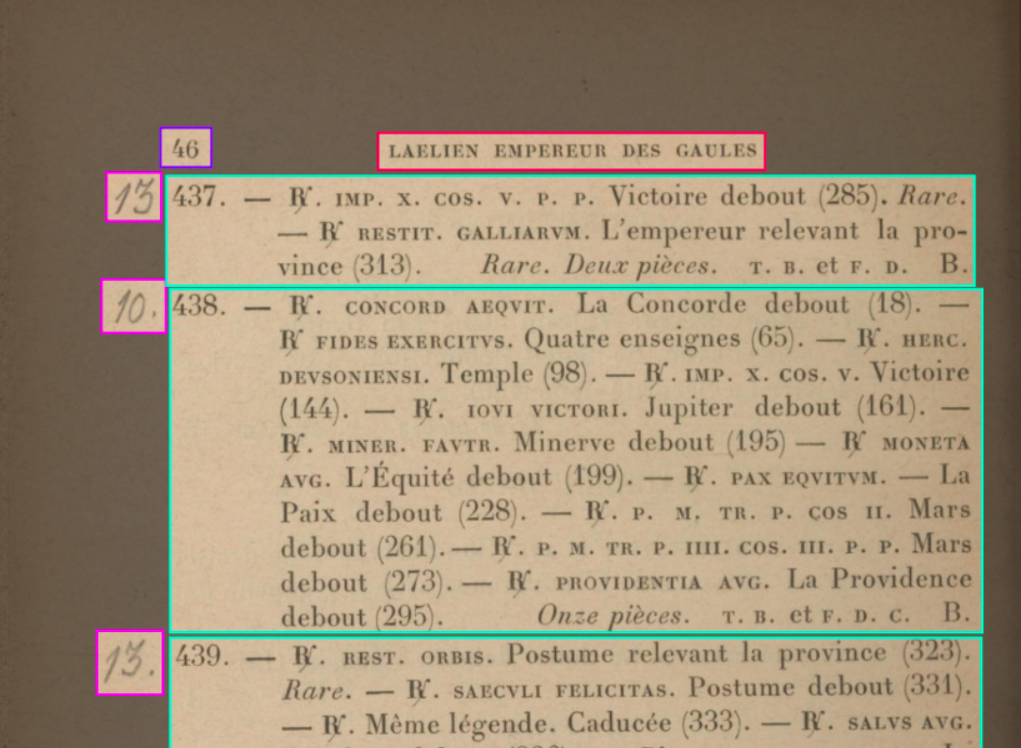 46 LAELIEN EMPEREUR DES GAULES
13 437. — ℟. IMP. X. COS. V. P. P. Victoire debout (285). Rare.
— ℟ RESTIT. GALLIARVM. L'empereur relevant la pro-
vince (313). Rare. Deux pièces. T. B. et F. D. B.
10. 438. — ℟. CONCORD AEQVIT. La Concorde debout (18). —
℟ FIDES EXERCITVS. Quatre enseignes (65). — ℟. HERC.
DEVSONIENSI. Temple (98). — ℟. IMP. X. COS. V. Victoire
(144). — ℟. IOVI VICTORI. Jupiter debout (161). —
℟. MINER. FAVTR. Minerve debout (195) — ℟ MONETA
AVG. L'Équité debout (199). — ℟. PAX EQVITVM. — La
Paix debout (228). — ℟. P. M. TR. P. COS II. Mars
debout (261). — ℟. P. M. TR. P. IIII. COS. III. P. P. Mars
debout (273). — ℟. PROVIDENTIA AVG. La Providence
debout (295). Onze pièces. T. B. et F. D. C. B.
13. 439. — ℟. REST. ORBIS. Postume relevant la province (323).
Rare. — ℟. SAECVLI FELICITAS. Postume debout (331).
— ℟. Même légende. Caducée (333). — ℟. SALVS AVG.